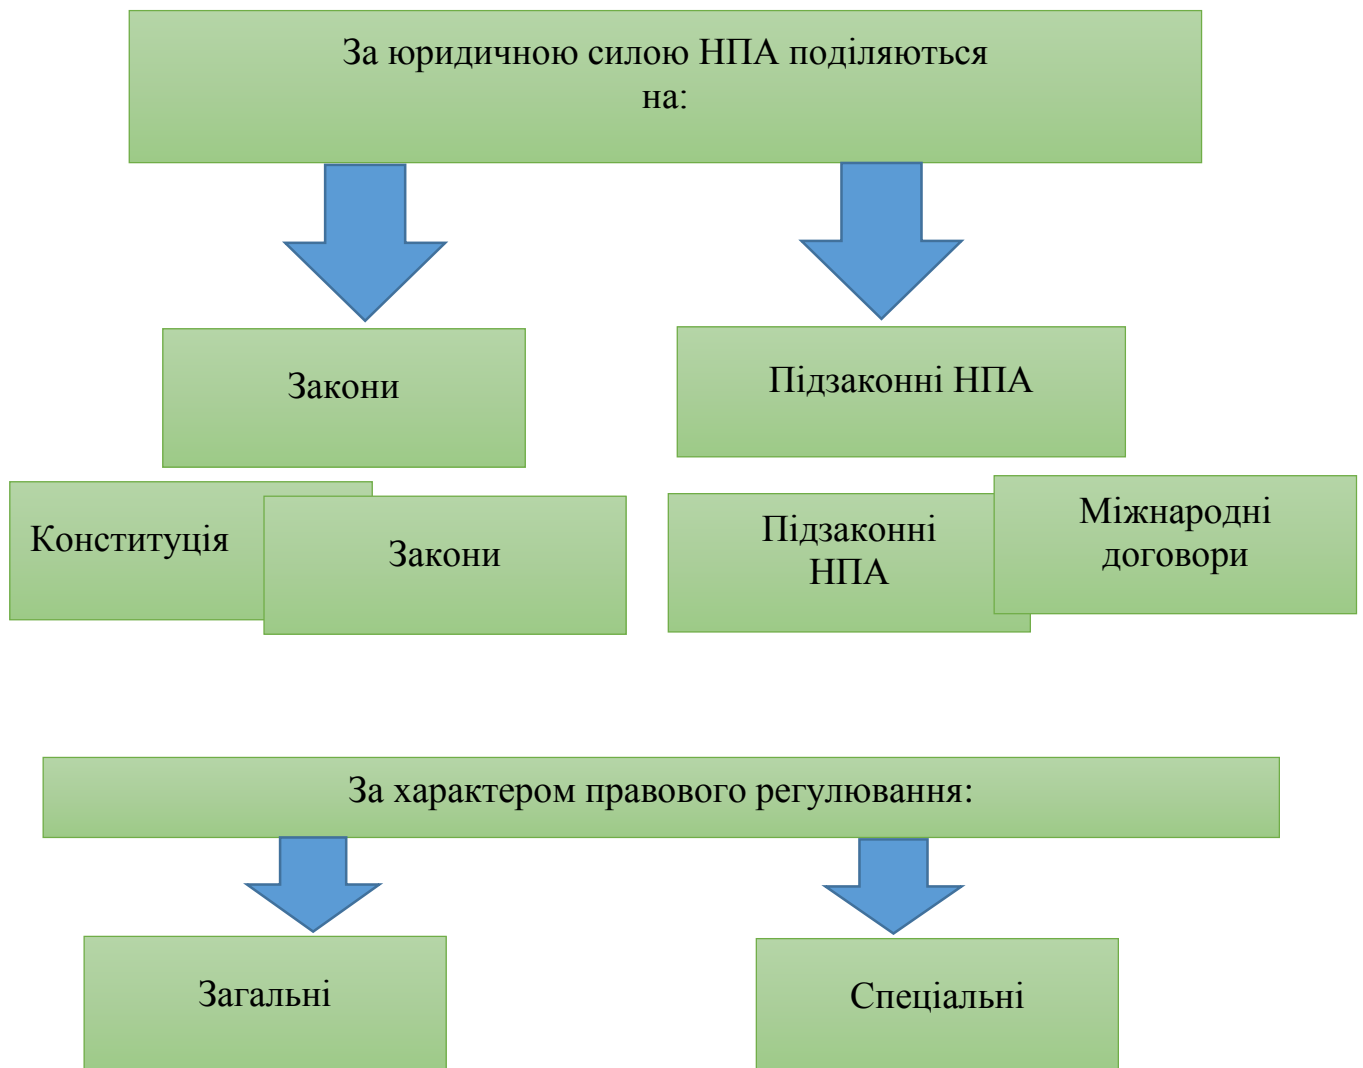 За юридичною силою НПА поділяються
на:
Закони
Підзаконні НПА
Конституція
Закони
Підзаконні
НПА
Міжнародні
договори
За характером правового регулювання:
Загальні
Спеціальні